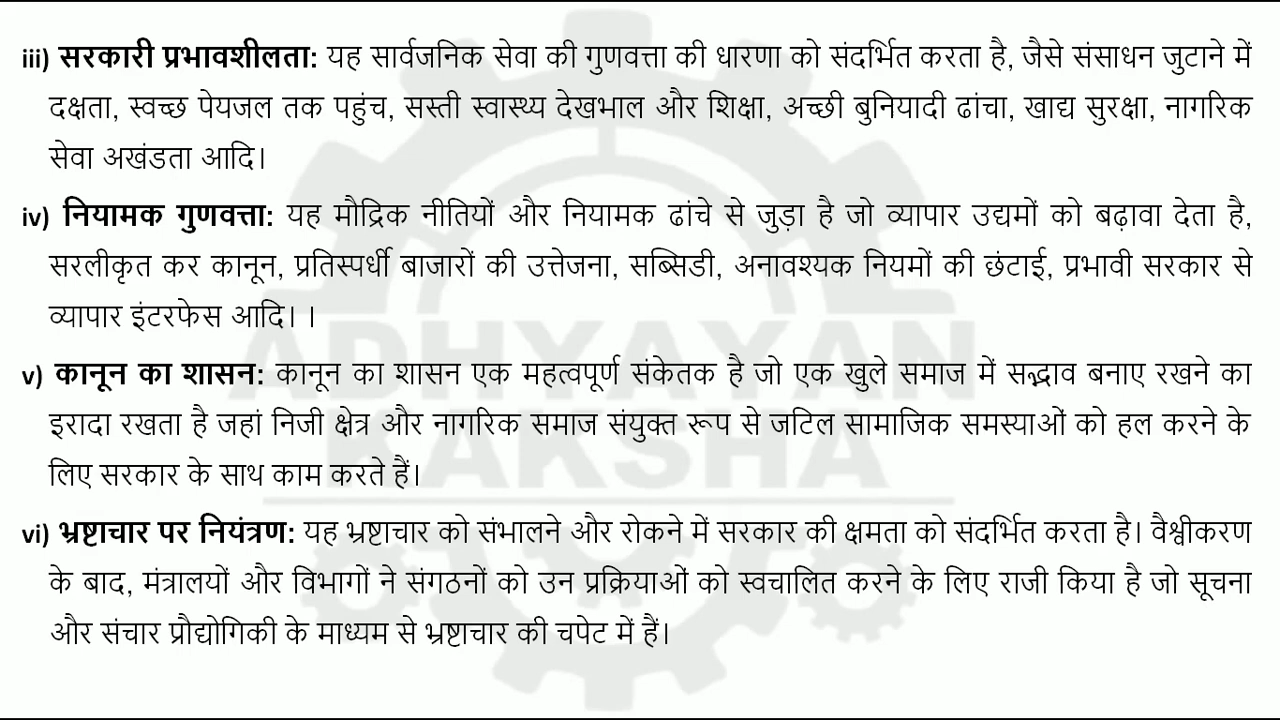 iii) सरकारी प्रभावशीलता: यह सार्वजनिक सेवा की गुणवत्ता की धारणा को संदर्भित करता है, जैसे संसाधन जुटाने में
दक्षता, स्वच्छ पेयजल तक पहुंच, सस्ती स्वास्थ्य देखभाल और शिक्षा, अच्छी बुनियादी ढांचा, खाद्य सुरक्षा, नागरिक
सेवा अखंडता आदि।
iv) नियामक गुणवत्ता: यह मौद्रिक नीतियों और नियामक ढांचे से जुड़ा है जो व्यापार उद्यमों को बढ़ावा देता है,
सरलीकृत कर कानून, प्रतिस्पर्धी बाजारों की उत्तेजना, सब्सिडी, अनावश्यक नियमों की छंटाई, प्रभावी सरकार से
व्यापार इंटरफेस आदि। ।
v) कानून का शासन: कानून का शासन एक महत्वपूर्ण संकेतक है जो एक खुले समाज में सद्भाव बनाए रखने का
इरादा रखता है जहां निजी क्षेत्र और नागरिक समाज संयुक्त रूप से जटिल सामाजिक समस्याओं को हल करने के
लिए सरकार के साथ काम करते हैं।
vi) भ्रष्टाचार पर नियंत्रण: यह भ्रष्टाचार को संभालने और रोकने में सरकार की क्षमता को संदर्भित करता है। वैश्वीकरण
के बाद, मंत्रालयों और विभागों ने संगठनों को उन प्रक्रियाओं को स्वचालित करने के लिए राजी किया है जो सूचना
और संचार प्रौद्योगिकी के माध्यम से भ्रष्टाचार की चपेट में हैं।
ADHYAYAN
RAKSHA